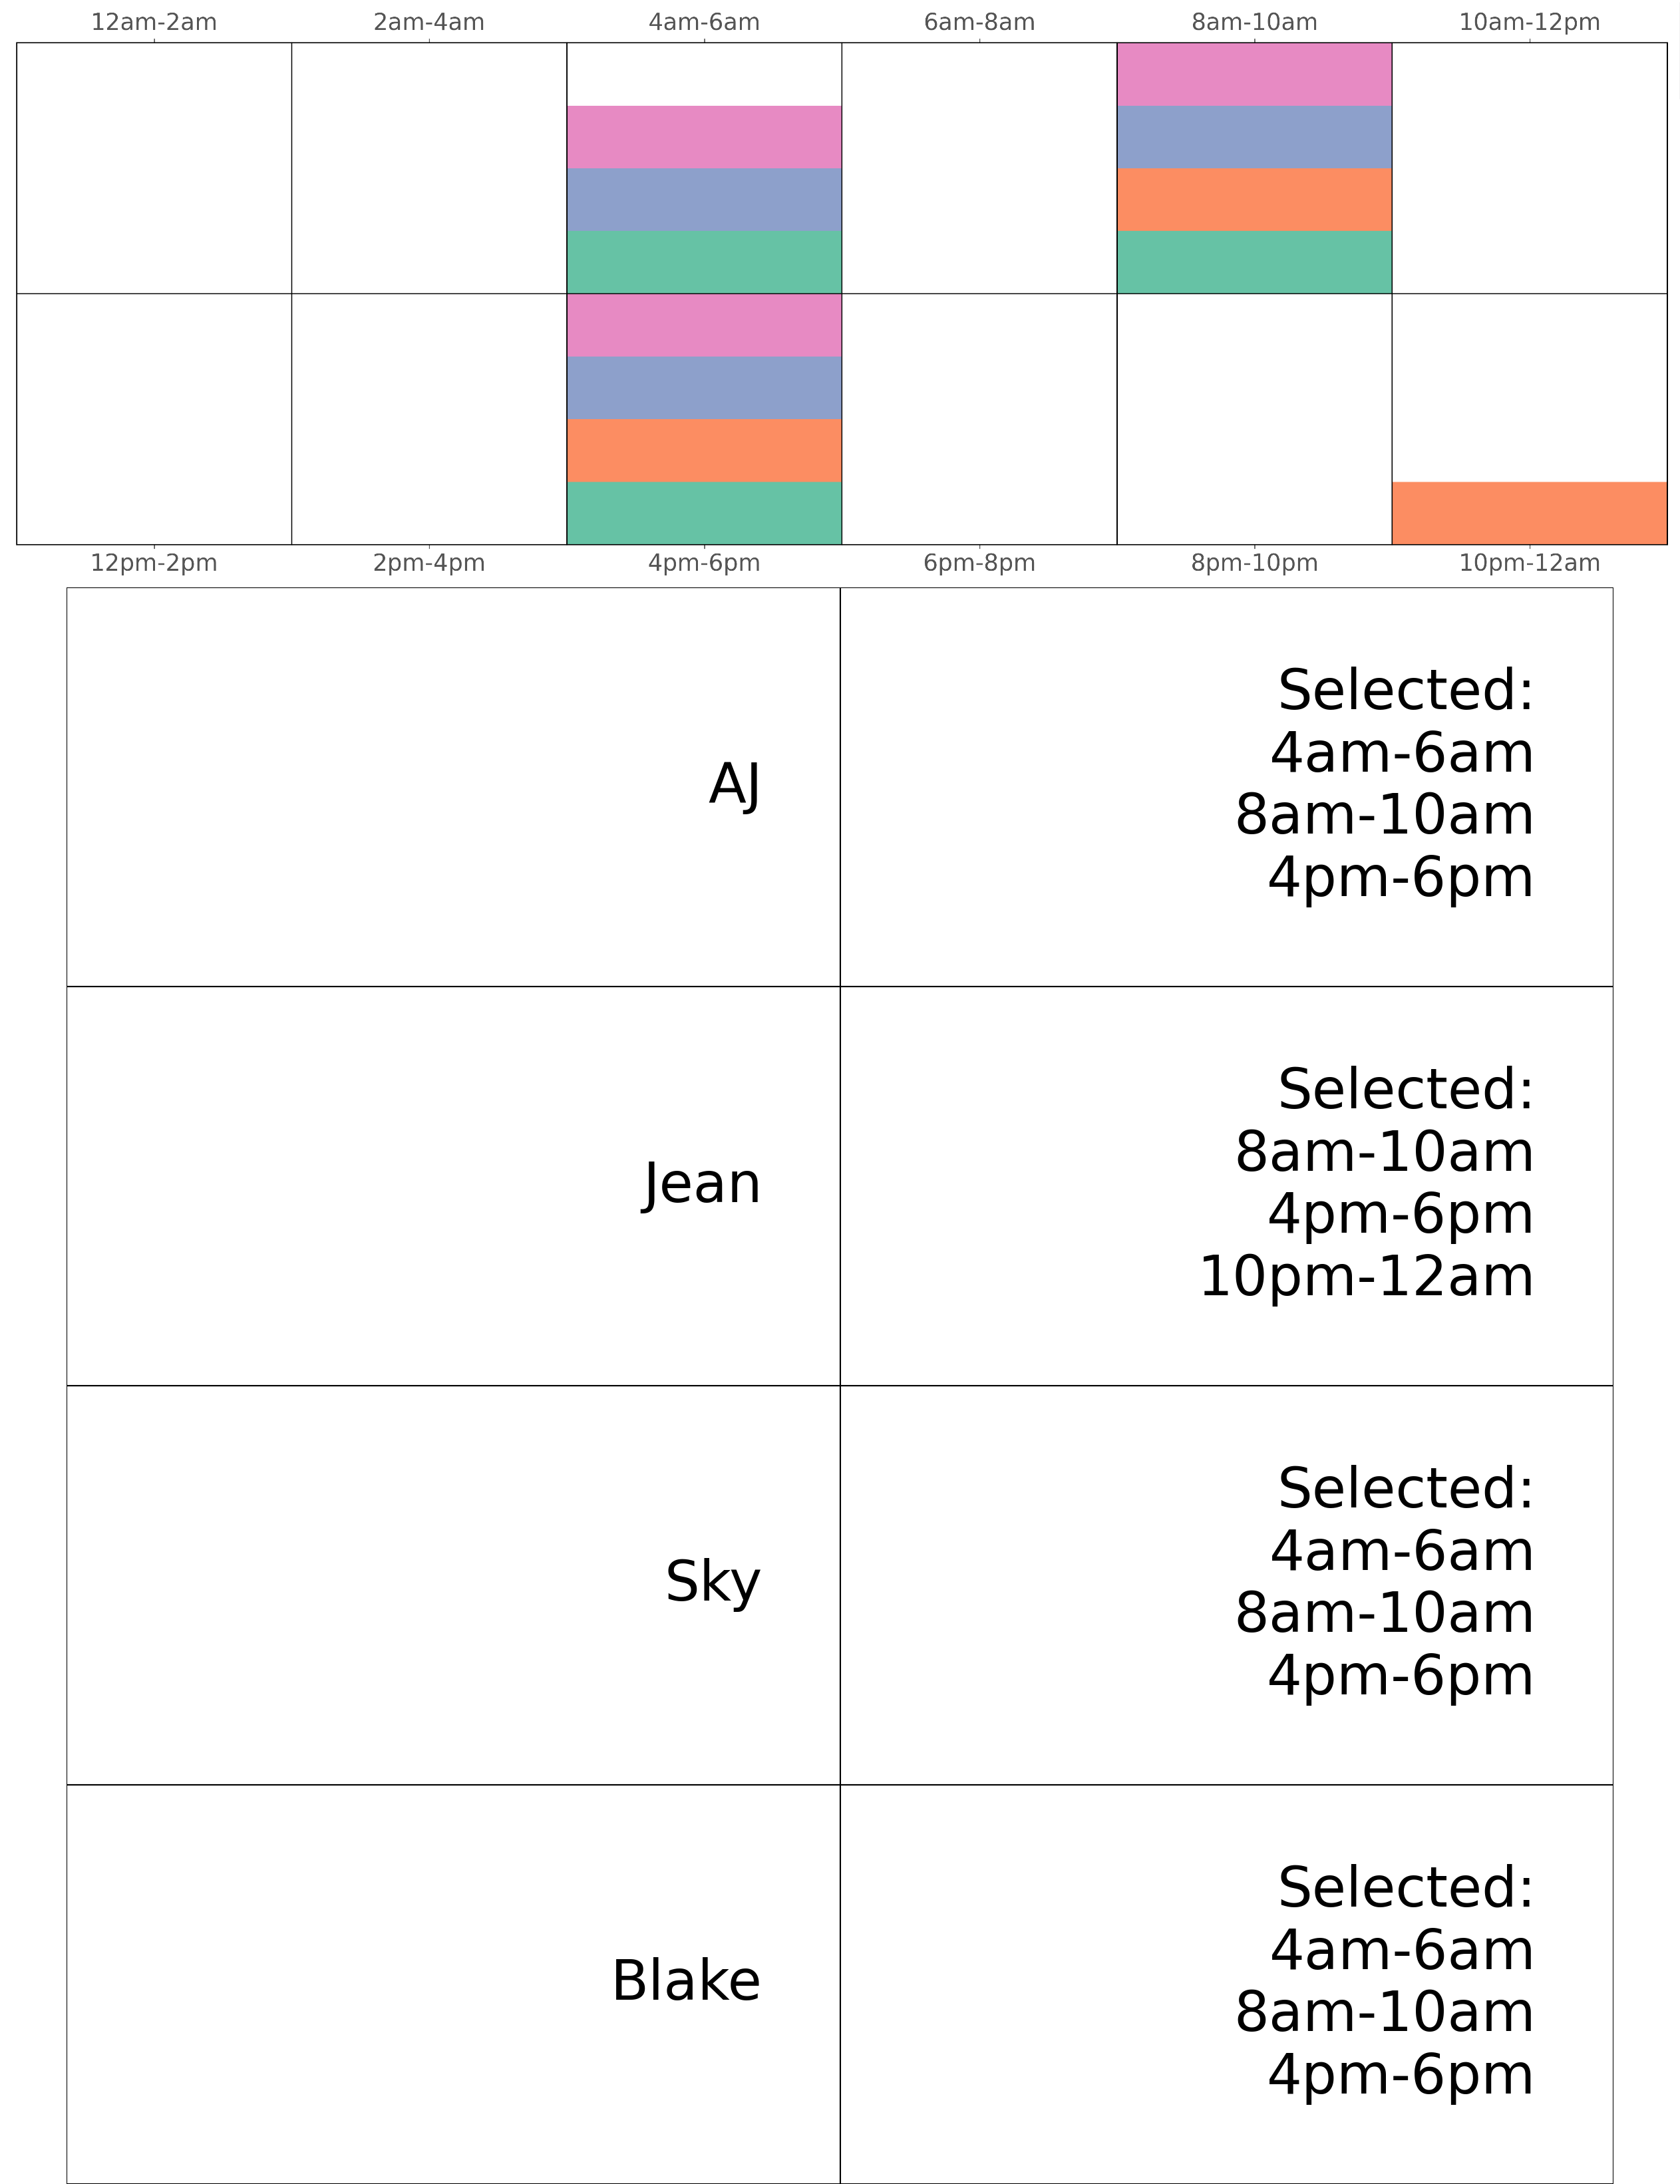 12am-2am 2am-4am 4am-6am 6am-8am 8am-10am 10am-12pm
12pm-2pm 2pm-4pm 4pm-6pm 6pm-8pm 8pm-10pm 10pm-12am
AJ
Selected:
4am-6am
8am-10am
4pm-6pm
Jean
Selected:
8am-10am
4pm-6pm
10pm-12am
Sky
Selected:
4am-6am
8am-10am
4pm-6pm
Blake
Selected:
4am-6am
8am-10am
4pm-6pm